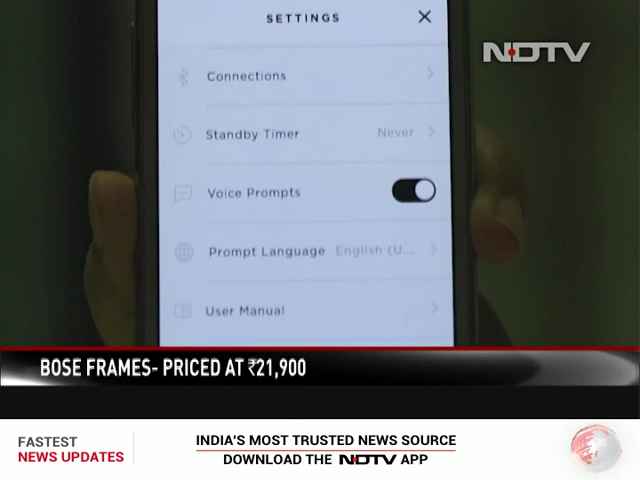 SETTINGS
NDTV
Connections
Standby Timer Never
Voice Prompts
Prompt Language English (U...
User Manual
BOSE FRAMES- PRICED AT ₹21,900
FASTEST
NEWS UPDATES
INDIA'S MOST TRUSTED NEWS SOURCE
DOWNLOAD THE NDTV APP